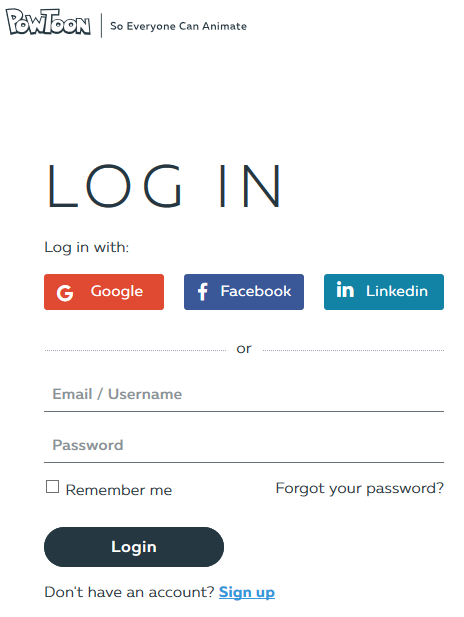 POWTOON So Everyone Can Animate
LOG IN
Log in with:
G Google f Facebook in Linkedin
or
Email / Username
Password
Remember me Forgot your password?
Login
Don't have an account? Sign up